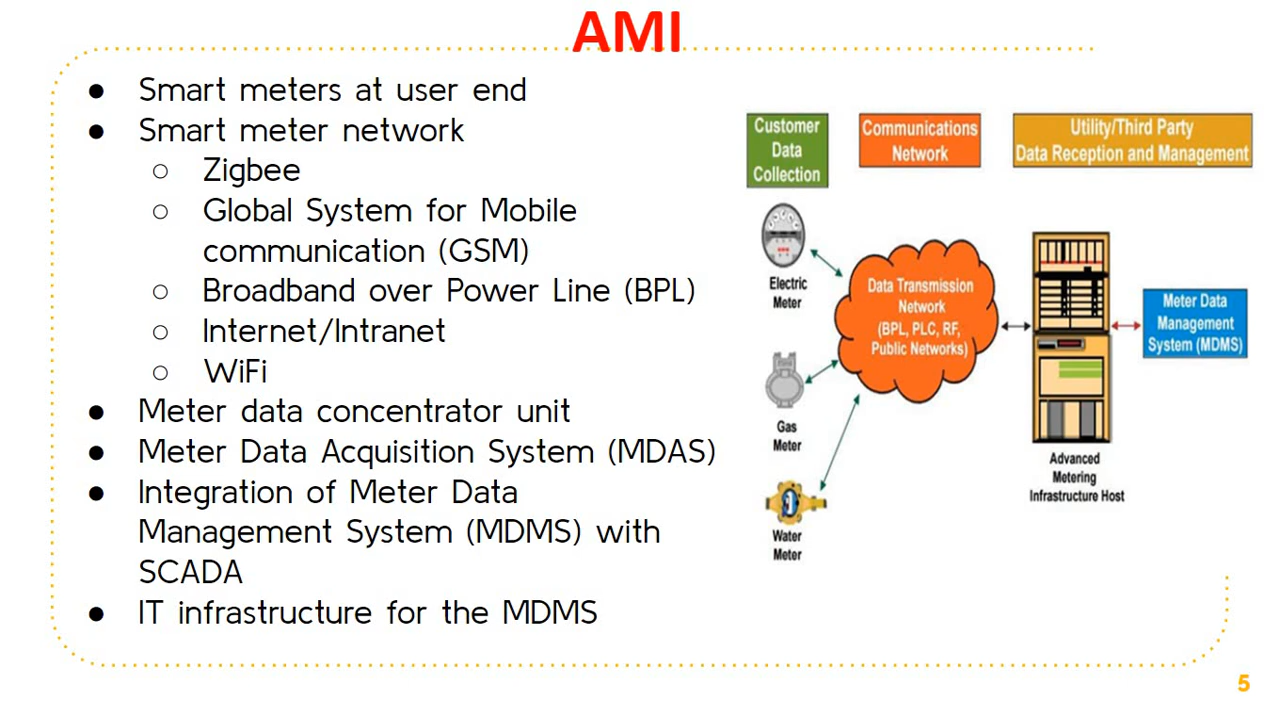 AMI
● Smart meters at user end
● Smart meter network
○ Zigbee
○ Global System for Mobile
communication (GSM)
○ Broadband over Power Line (BPL)
○ Internet/Intranet
○ WiFi
● Meter data concentrator unit
● Meter Data Acquisition System (MDAS)
● Integration of Meter Data
Management System (MDMS) with
SCADA
● IT infrastructure for the MDMS
Customer
Data
Collection
Communications
Network
Utility/Third Party
Data Reception and Management
Electric
Meter
Gas
Meter
Water
Meter
Data Transmission
Network
(BPL, PLC, RF,
Public Networks)
Advanced
Metering
Infrastructure Host
Meter Data
Management
System (MDMS)
5